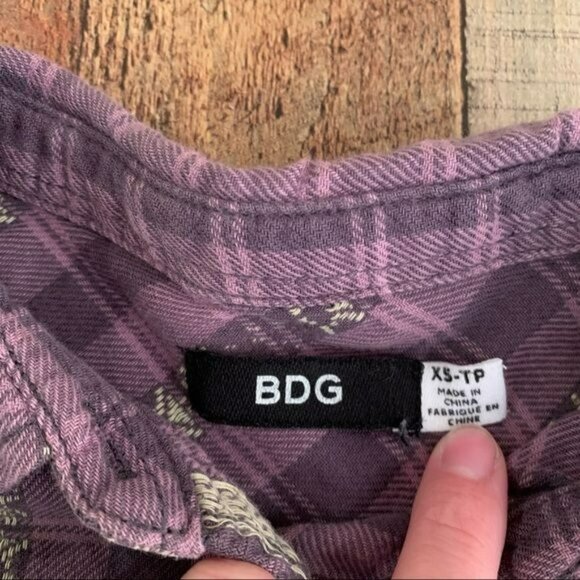 BDG
XS-TP
MADE IN
CHINA
FABRIQUÉ EN
CHINE